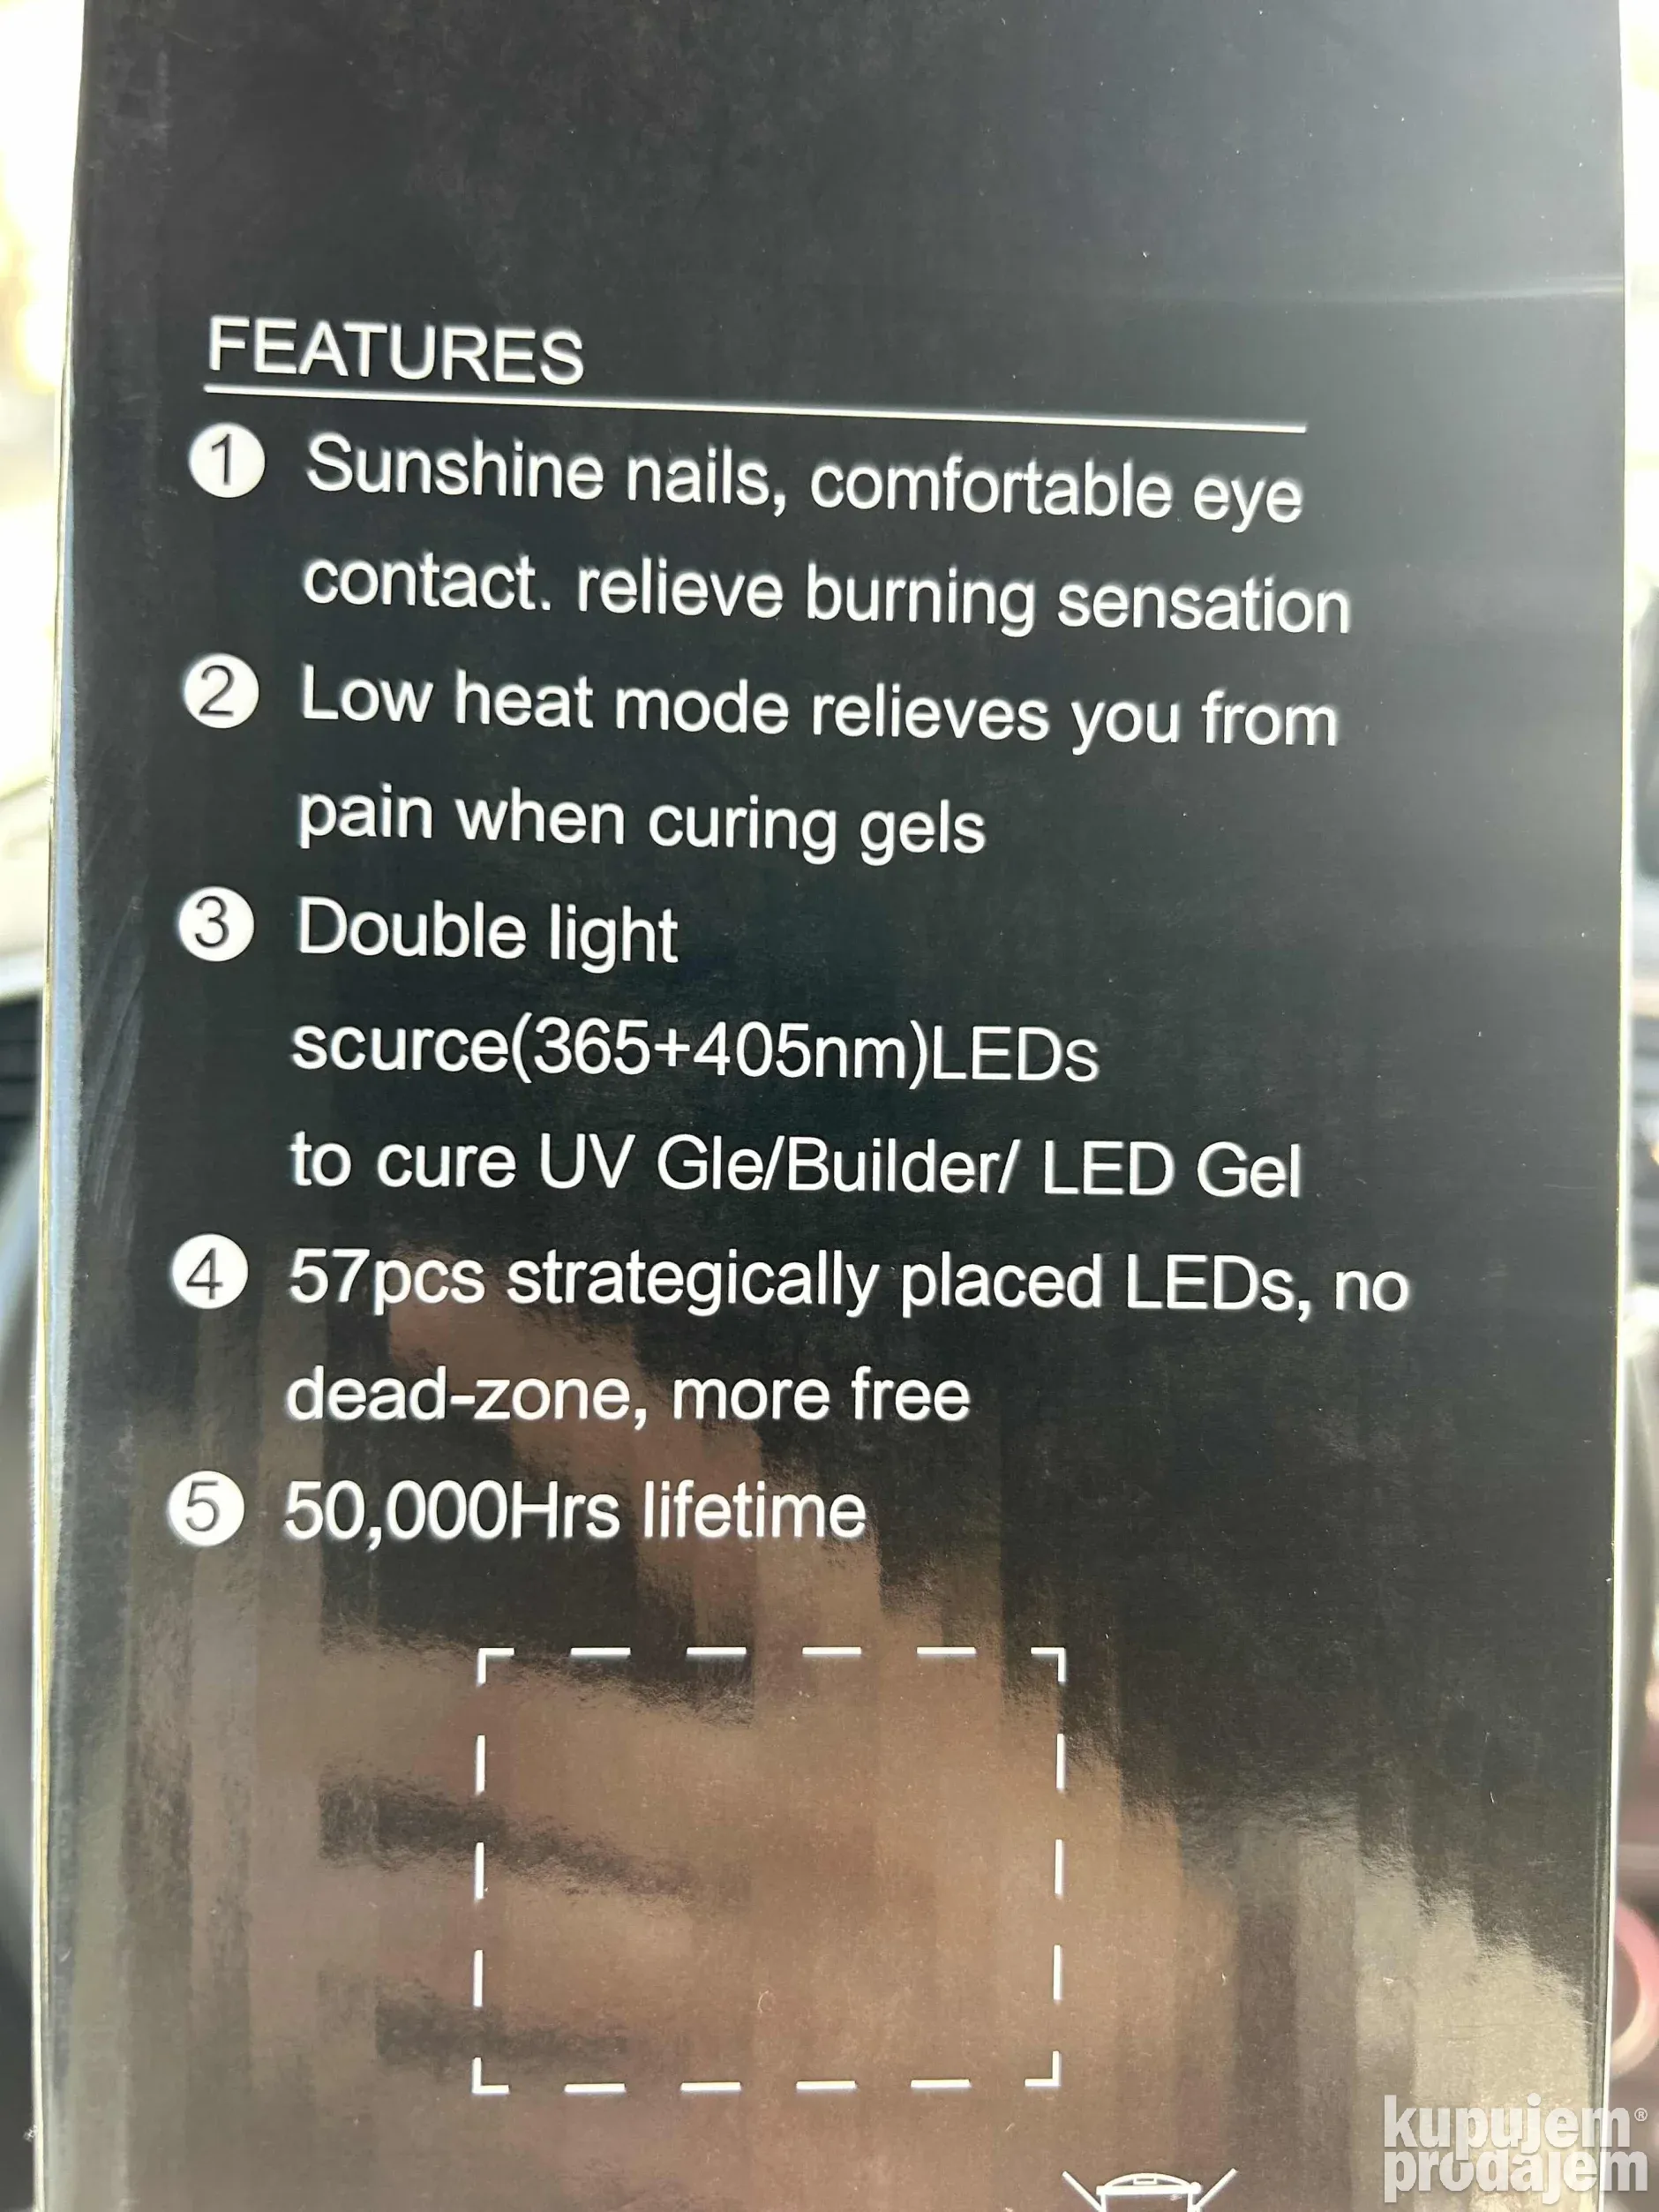 FEATURES
1 Sunshine nails, comfortable eye
contact. relieve burning sensation
2 Low heat mode relieves you from
pain when curing gels
3 Double light
scurce(365+405nm)LEDs
to cure UV Gle/Builder/ LED Gel
4 57pcs strategically placed LEDs, no
dead-zone, more free
5 50,000Hrs lifetime
kupujem®
prodajem